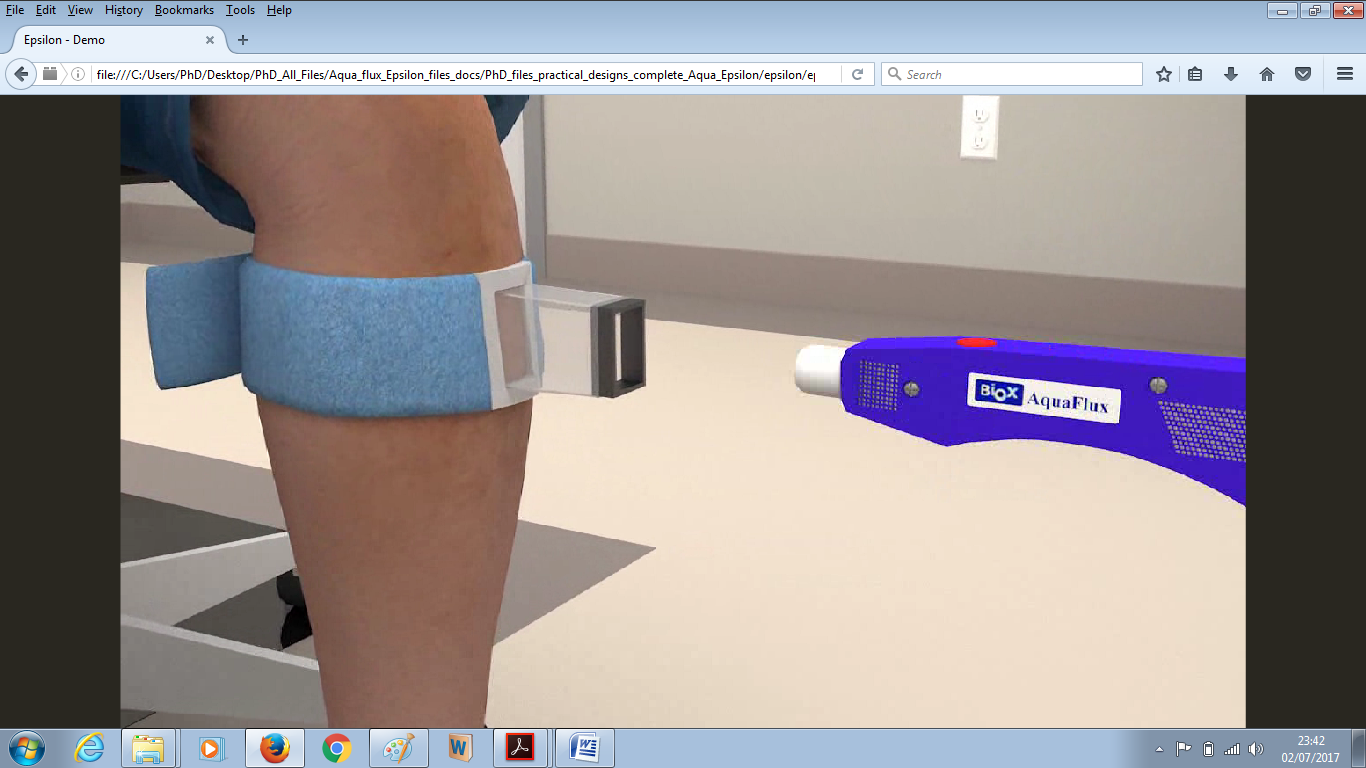 File Edit View History Bookmarks Tools Help
Epsilon - Demo
file:///C:/Users/PhD/Desktop/PhD_All_Files/Aqua_flux_Epsilon_files_docs/PhD_files_practical_designs_complete_Aqua_Epsilon/epsilon/ep
Search
BioX AquaFlux
23:42
02/07/2017